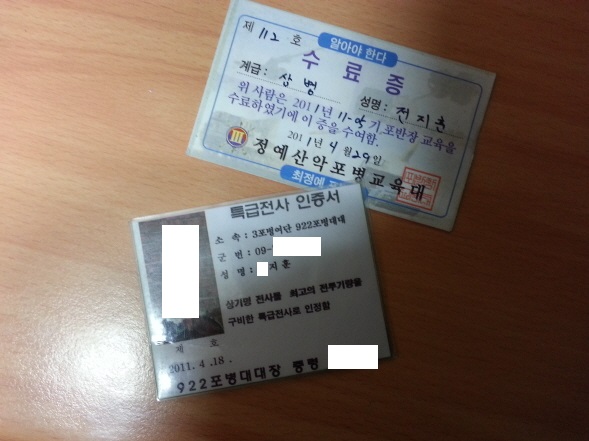 제 112 호
알아야 한다
수 료 증
계급 : 상 병
성명 : 전 지 훈
위 사람은 2011년 11-05기 포반장 교육을
수료하였기에 이 증을 수여함.
2011년 4월 29일
정예산악포병교육대
최정예 포
특급전사 인증서
소 속 : 3포병여단 922포병대대
군 번 : 09-
성 명 : 지 훈
상기명 전사를 최고의 전투기량을
구비한 특급전사로 인정함
제 호
2011. 4 .18 .
922포병대대장 중령